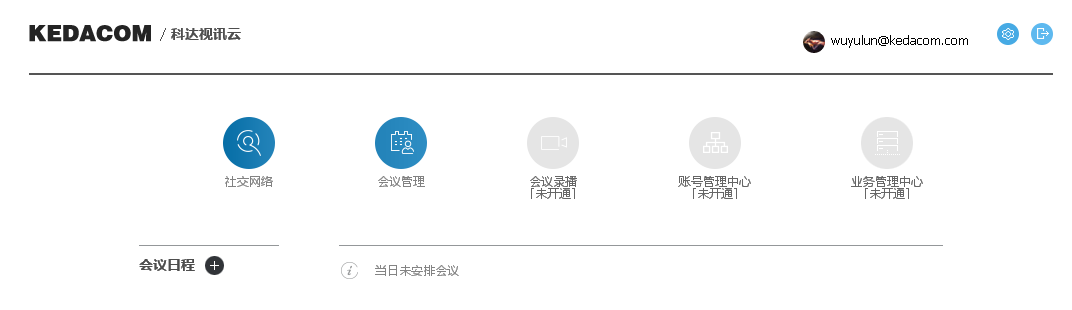 KEDACOM / 科达视讯云
wuyulun@kedacom.com
社交网络
会议管理
会议录播
「未开通」
账号管理中心
「未开通」
业务管理中心
「未开通」
会议日程
当日未安排会议